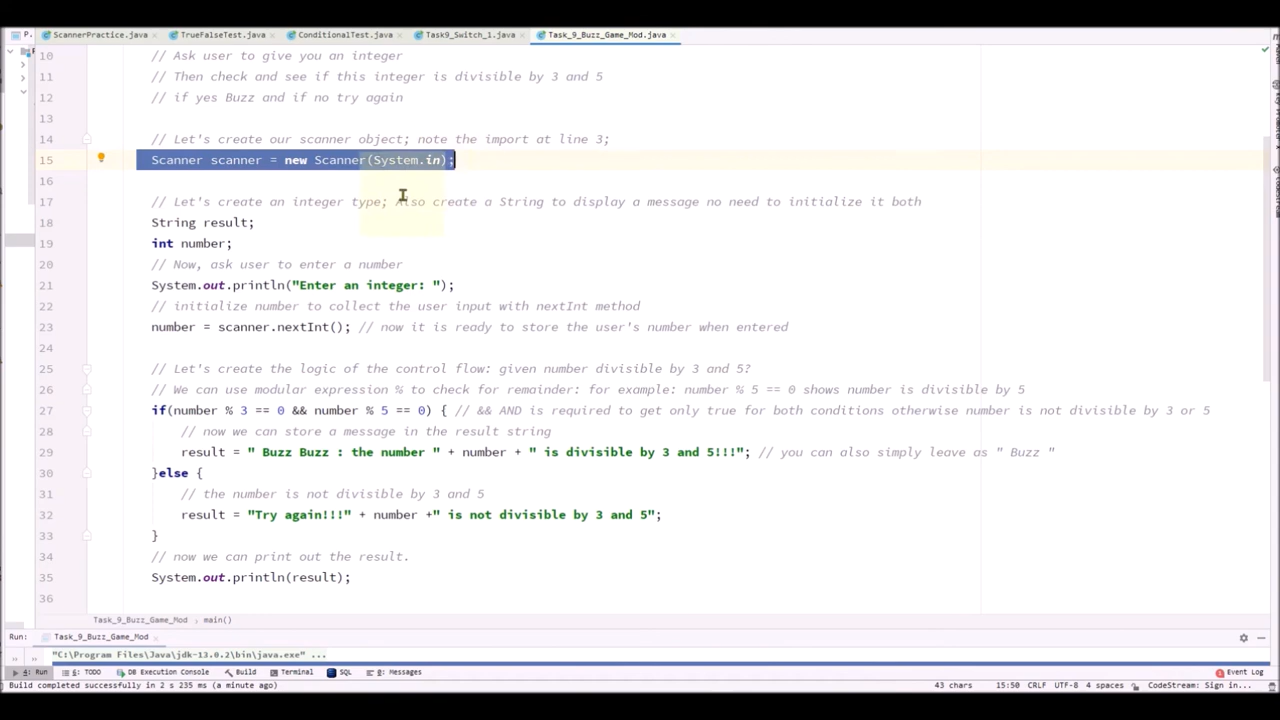 P.
ScannerPractice.java
TrueFalseTest.java
ConditionalTest.java
Task9_Switch_1.java
Task_9_Buzz_Game_Mod.java
10 // Ask user to give you an integer
11 // Then check and see if this integer is divisible by 3 and 5
12 // if yes Buzz and if no try again
13
14 // Let's create our scanner object; note the import at line 3;
15 Scanner scanner = new Scanner(System.in);
16
17 // Let's create an integer type; Also create a String to display a message no need to initialize it both
18 String result;
19 int number;
20 // Now, ask user to enter a number
21 System.out.println("Enter an integer: ");
22 // initialize number to collect the user input with nextInt method
23 number = scanner.nextInt(); // now it is ready to store the user's number when entered
24
25 // Let's create the logic of the control flow: given number divisible by 3 and 5?
26 // We can use modular expression % to check for remainder: for example: number % 5 == 0 shows number is divisible by 5
27 if(number % 3 == 0 && number % 5 == 0) { // && AND is required to get only true for both conditions otherwise number is not divisible by 3 or 5
28 // now we can store a message in the result string
29 result = " Buzz Buzz : the number " + number + " is divisible by 3 and 5!!!"; // you can also simply leave as " Buzz "
30 }else {
31 // the number is not divisible by 3 and 5
32 result = "Try again!!!" + number +" is not divisible by 3 and 5";
33 }
34 // now we can print out the result.
35 System.out.println(result);
36
Task_9_Buzz_Game_Mod main()
Run: Task_9_Buzz_Game_Mod
"C:\Program Files\Java\jdk-13.0.2\bin\java.exe" ...
4: Run 6: TODO DB Execution Console Build Terminal SQL 0: Messages Event Log
Build completed successfully in 2 s 235 ms (a minute ago) 43 chars 15:50 CRLF UTF-8 4 spaces CodeStream: Sign in...